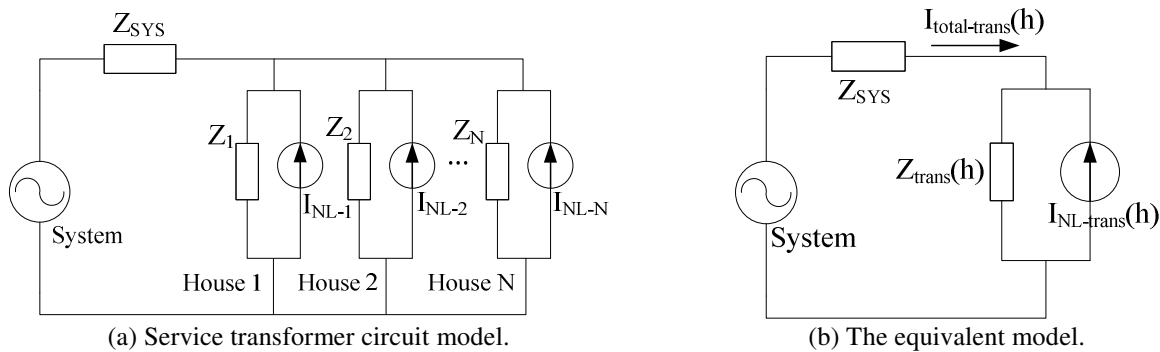 Z_SYS
Z_1
I_NL-1
Z_2
I_NL-2
...
Z_N
I_NL-N
System
House 1
House 2
House N
(a) Service transformer circuit model.
I_total-trans(h)
Z_SYS
Z_trans(h)
I_NL-trans(h)
System
(b) The equivalent model.